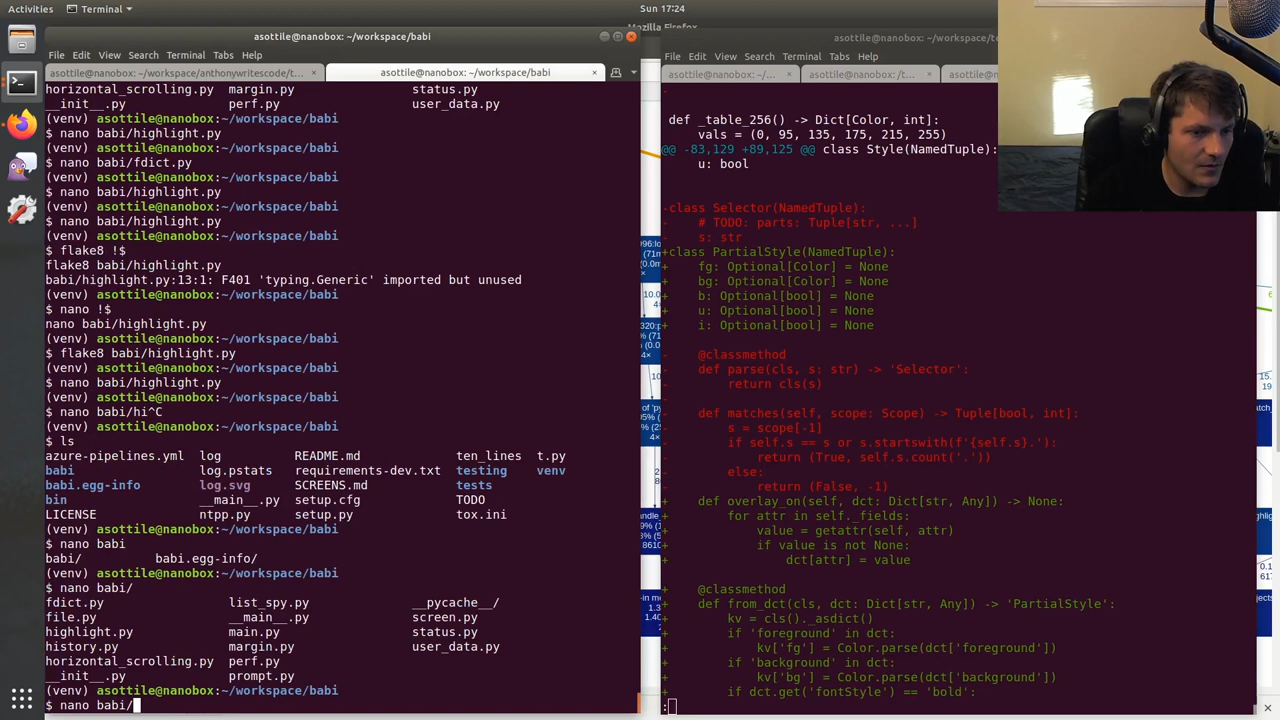 Activities
Terminal
Sun 17:24
Mozilla Firefox
asottile@nanobox: ~/workspace/babi
File Edit View Search Terminal Tabs Help
asottile@nanobox: ~/workspace/anthonywritescode/t...
asottile@nanobox: ~/workspace/babi
horizontal_scrolling.py margin.py status.py
__init__.py perf.py user_data.py
(venv) asottile@nanobox:~/workspace/babi
$ nano babi/highlight.py
(venv) asottile@nanobox:~/workspace/babi
$ nano babi/fdict.py
(venv) asottile@nanobox:~/workspace/babi
$ nano babi/highlight.py
(venv) asottile@nanobox:~/workspace/babi
$ nano babi/highlight.py
(venv) asottile@nanobox:~/workspace/babi
$ flake8 !$
flake8 babi/highlight.py
babi/highlight.py:11:1: F401 'typing.Generic' imported but unused
(venv) asottile@nanobox:~/workspace/babi
$ nano !$
nano babi/highlight.py
(venv) asottile@nanobox:~/workspace/babi
$ flake8 babi/highlight.py
(venv) asottile@nanobox:~/workspace/babi
$ nano babi/highlight.py
(venv) asottile@nanobox:~/workspace/babi
$ nano babi/hi^C
(venv) asottile@nanobox:~/workspace/babi
$ ls
azure-pipelines.yml log README.md ten_lines t.py
babi log.pstats requirements-dev.txt testing venv
babi.egg-info log.svg SCREENS.md tests
bin __main__.py setup.cfg TODO
LICENSE ntpp.py setup.py tox.ini
(venv) asottile@nanobox:~/workspace/babi
$ nano babi
babi/ babi.egg-info/
(venv) asottile@nanobox:~/workspace/babi
$ nano babi/
fdict.py list_spy.py __pycache__/
file.py __main__.py screen.py
highlight.py main.py status.py
history.py margin.py user_data.py
horizontal_scrolling.py perf.py
__init__.py prompt.py
(venv) asottile@nanobox:~/workspace/babi
$ nano babi/
File Edit View Search Terminal Tabs Help
asottile@nanobox: ~/...
asottile@nanobox: /t...
-
def _table_256() -> Dict[Color, int]:
vals = (0, 95, 135, 175, 215, 255)
@@ -83,129 +89,125 @@ class Style(NamedTuple):
u: bool
-class Selector(NamedTuple):
- # TODO: parts: Tuple[str, ...]
- s: str
+class PartialStyle(NamedTuple):
+ fg: Optional[Color] = None
+ bg: Optional[Color] = None
+ b: Optional[bool] = None
+ u: Optional[bool] = None
+ i: Optional[bool] = None
- @classmethod
- def parse(cls, s: str) -> 'Selector':
- return cls(s)
- def matches(self, scope: Scope) -> Tuple[bool, int]:
- s = scope[-1]
- if self.s == s or s.startswith(f'{self.s}.'):
- return (True, self.s.count('.'))
- else:
- return (False, -1)
+ def overlay_on(self, dct: Dict[str, Any]) -> None:
+ for attr in self._fields:
+ value = getattr(self, attr)
+ if value is not None:
+ dct[attr] = value
+ @classmethod
+ def from_dct(cls, dct: Dict[str, Any]) -> 'PartialStyle':
+ kv = cls()._asdict()
+ if 'foreground' in dct:
+ kv['fg'] = Color.parse(dct['foreground'])
+ if 'background' in dct:
+ kv['bg'] = Color.parse(dct['background'])
+ if dct.get('fontStyle') == 'bold':
: